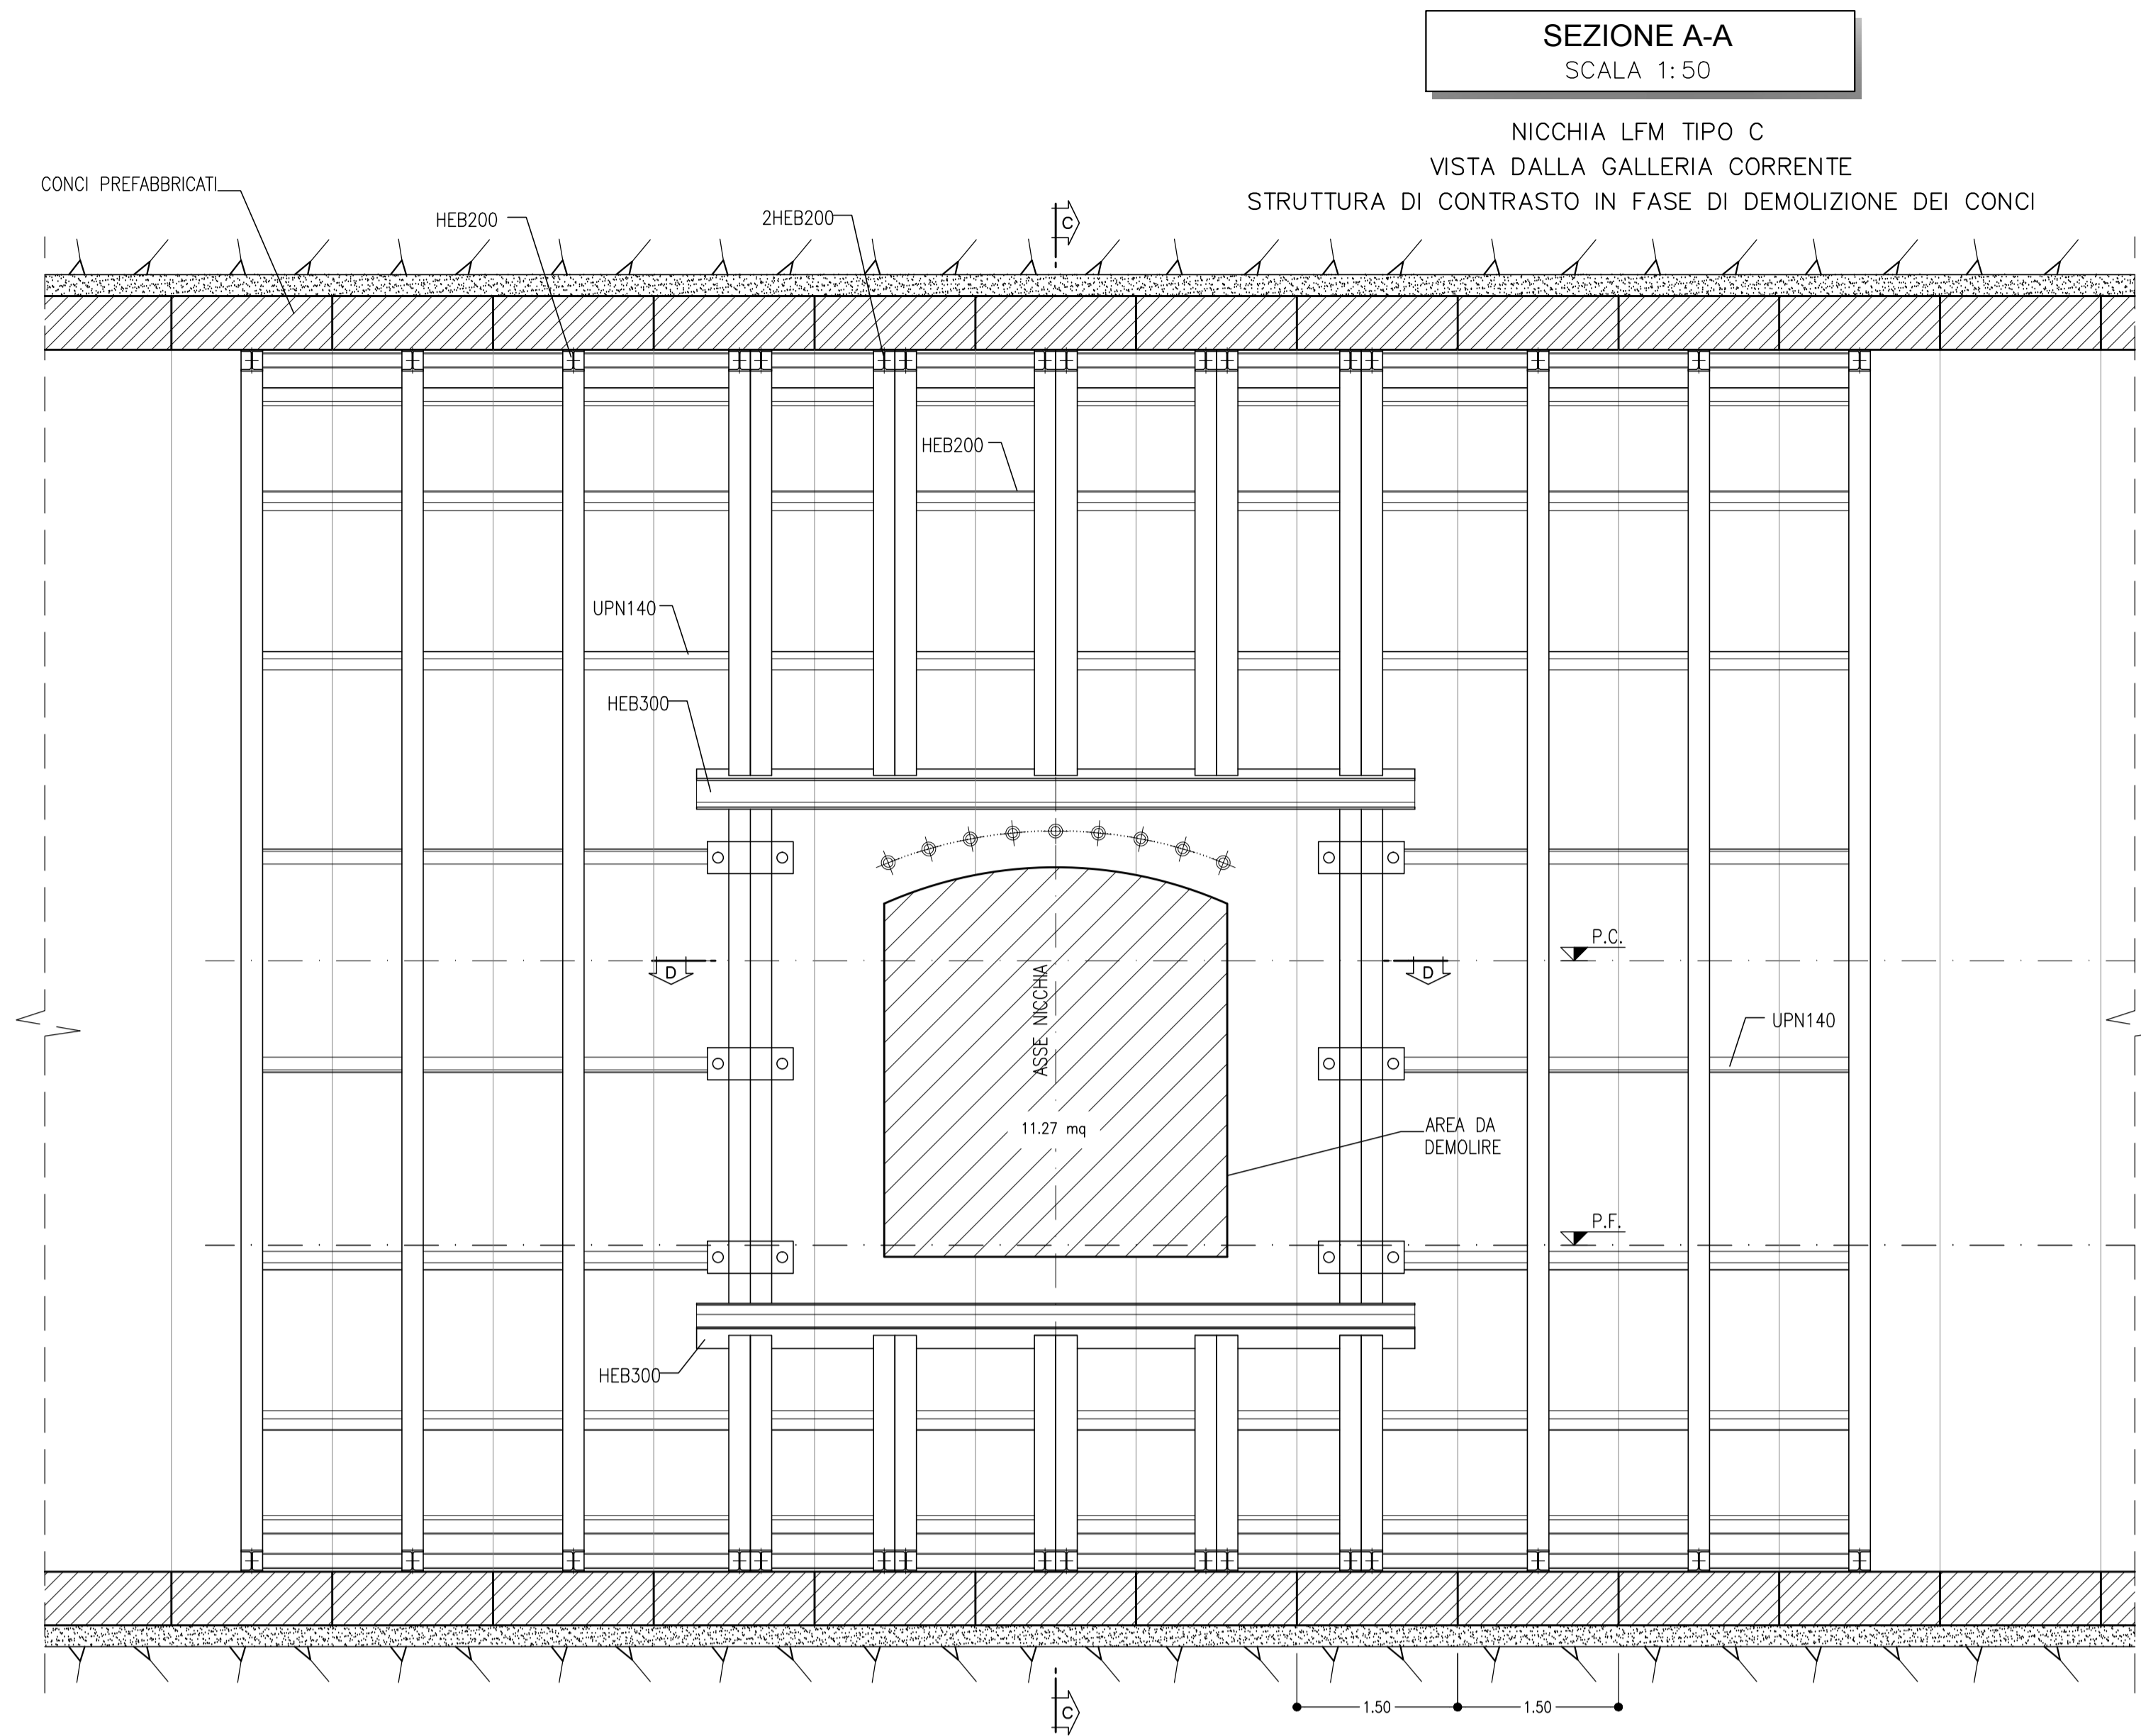 SEZIONE A-A
SCALA 1:50
NICCHIA LFM TIPO C
VISTA DALLA GALLERIA CORRENTE
STRUTTURA DI CONTRASTO IN FASE DI DEMOLIZIONE DEI CONCI
CONCI PREFABBRICATI
HEB200
2HEB200
C
HEB200
UPN140
HEB300
P.C.
D
D
ASSE NICCHIA
UPN140
11.27 mq
AREA DA
DEMOLIRE
P.F.
HEB300
1.50
1.50
C